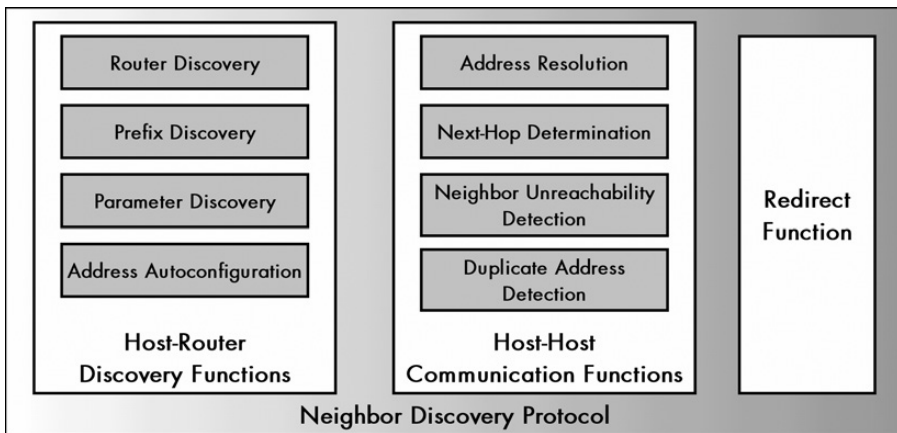 Router Discovery
Prefix Discovery
Parameter Discovery
Address Autoconfiguration
Host-Router
Discovery Functions
Address Resolution
Next-Hop Determination
Neighbor Unreachability
Detection
Duplicate Address
Detection
Host-Host
Communication Functions
Redirect
Function
Neighbor Discovery Protocol